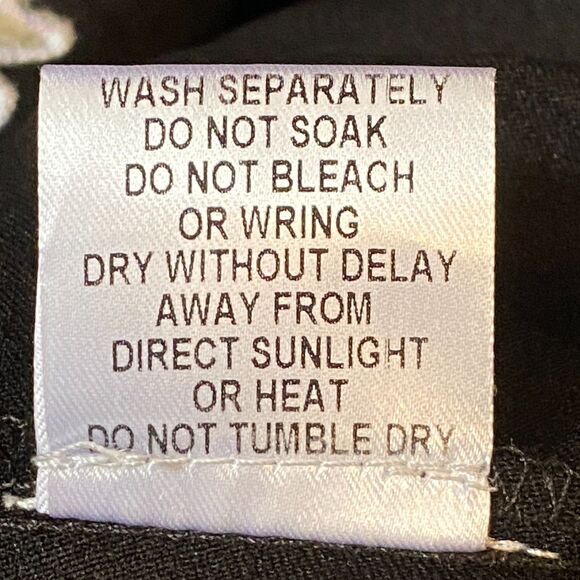 WASH SEPARATELY
DO NOT SOAK
DO NOT BLEACH
OR WRING
DRY WITHOUT DELAY
AWAY FROM
DIRECT SUNLIGHT
OR HEAT
DO NOT TUMBLE DRY